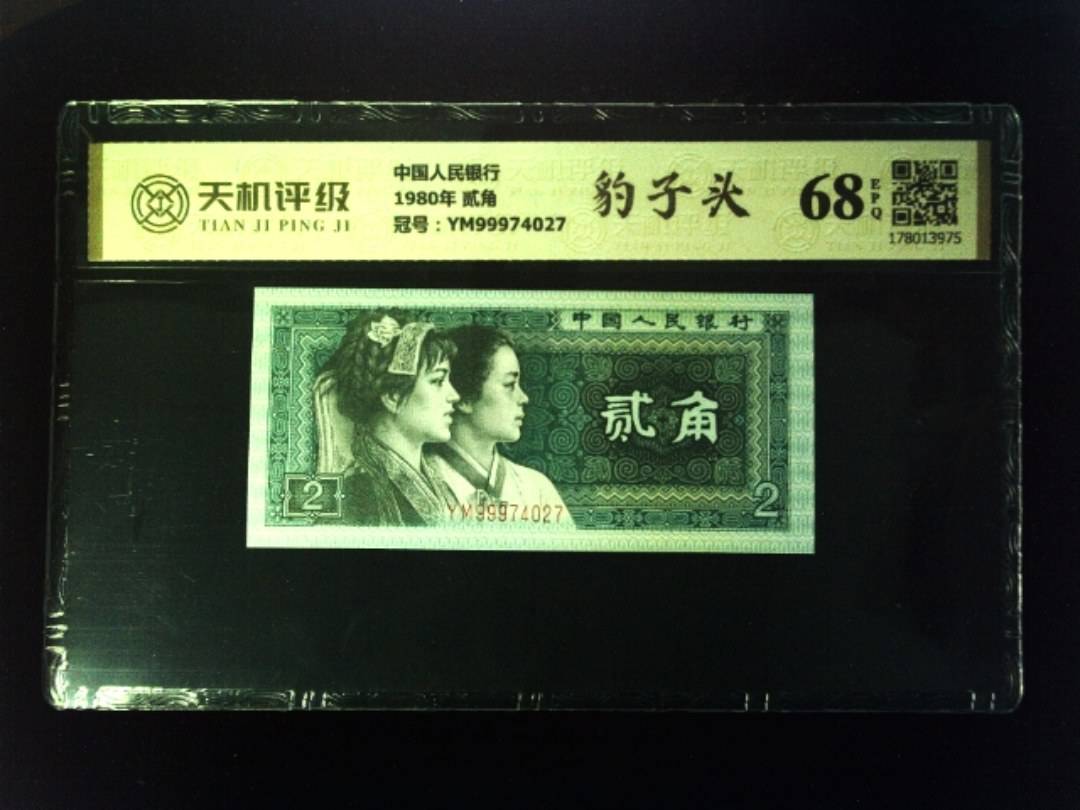 天机评级
TIAN JI PING JI
中国人民银行
1980年 贰角
冠号：YM99974027
豹子头
68
EPQ
178013975
中国人民银行
贰角
2
YM99974027
2